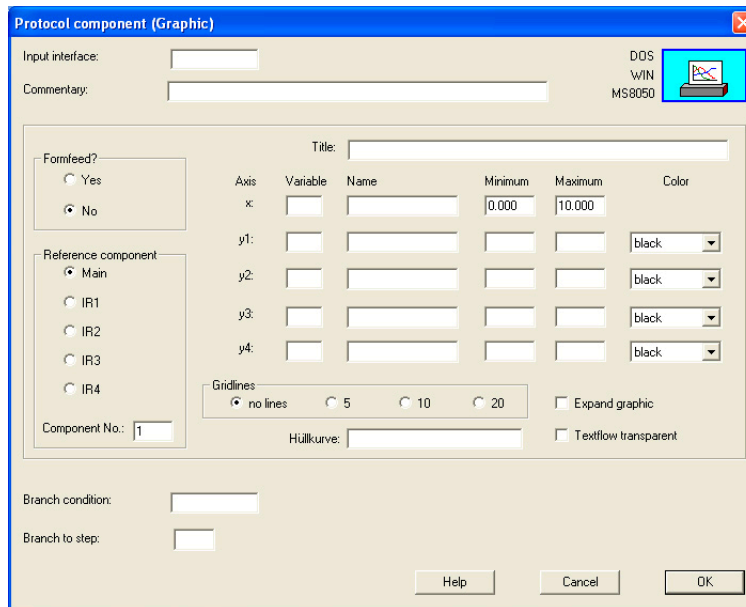 Protocol component (Graphic)
Input interface:
DOS
WIN
Commentary:
MS8050
Title:
Formfeed?
Yes
No
Axis Variable Name Minimum Maximum Color
x: 0.000 10.000
y1: black
y2: black
y3: black
y4: black
Reference component
Main
IR1
IR2
IR3
IR4
Component No.: 1
Gridlines
no lines 5 10 20
Expand graphic
Hüllkurve:
Textflow transparent
Branch condition:
Branch to step:
Help Cancel OK